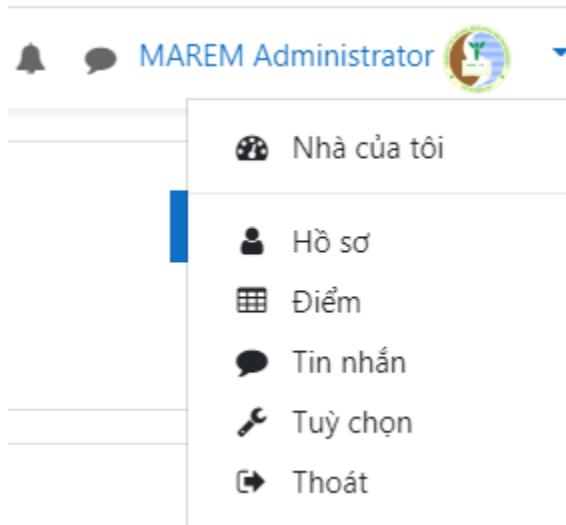 MAREM Administrator
Nhà của tôi
Hồ sơ
Điểm
Tin nhắn
Tuỳ chọn
Thoát